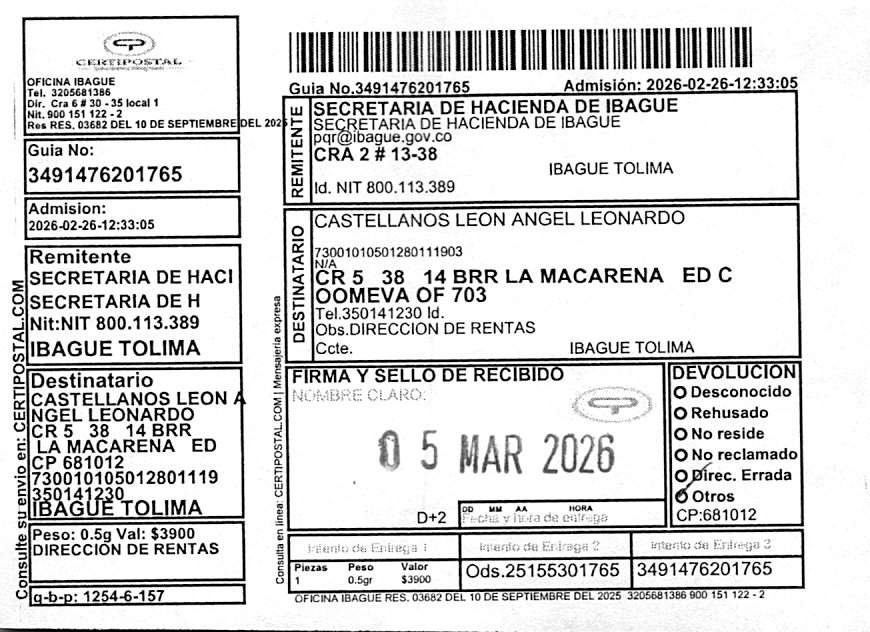 CERTIPOSTAL
OFICINA IBAGUE
Tel. 3205681386
Dir. Cra 6 # 30 - 35 local 1
Nit. 900 151 122 - 2
Res RES. 03682 DEL 10 DE SEPTIEMBRE DEL 2025
Guia No:
3491476201765
Admision:
2026-02-26-12:33:05
Remitente
SECRETARIA DE HACI
SECRETARIA DE H
Nit:NIT 800.113.389
IBAGUE TOLIMA
Destinatario
CASTELLANOS LEON A
NGEL LEONARDO
CR 5 38 14 BRR
LA MACARENA ED
CP 681012
730010105012801119
350141230
IBAGUE TOLIMA
Peso: 0.5g Val: $3900
DIRECCION DE RENTAS
q-b-p: 1254-6-157
Consulte su envio en: CERTIPOSTAL.COM
Guia No.3491476201765 Admisión: 2026-02-26-12:33:05
REMITENTE
SECRETARIA DE HACIENDA DE IBAGUE
SECRETARIA DE HACIENDA DE IBAGUE
pqr@ibague.gov.co
CRA 2 # 13-38
IBAGUE TOLIMA
Id. NIT 800.113.389
DESTINATARIO
CASTELLANOS LEON ANGEL LEONARDO
73001010501280111903
N/A
CR 5 38 14 BRR LA MACARENA ED C
OOMEVA OF 703
Tel.350141230 Id.
Obs.DIRECCION DE RENTAS
Ccte. IBAGUE TOLIMA
Consulta en linea: CERTIPOSTAL.COM | Mensajería expresa
FIRMA Y SELLO DE RECIBIDO
NOMBRE CLARO:
05 MAR 2026
D+2
DD MM AA HORA
Fecha y hora de entrega
DEVOLUCION
Desconocido
Rehusado
No reside
No reclamado
Direc. Errada
Otros
CP:681012
Intento de Entrega 1 Intento de Entrega 2 Intento de Entrega 3
Piezas Peso Valor
1 0.5gr $3900
Ods.25155301765 3491476201765
OFICINA IBAGUE RES. 03682 DEL 10 DE SEPTIEMBRE DEL 2025 3205681386 900 151 122 - 2